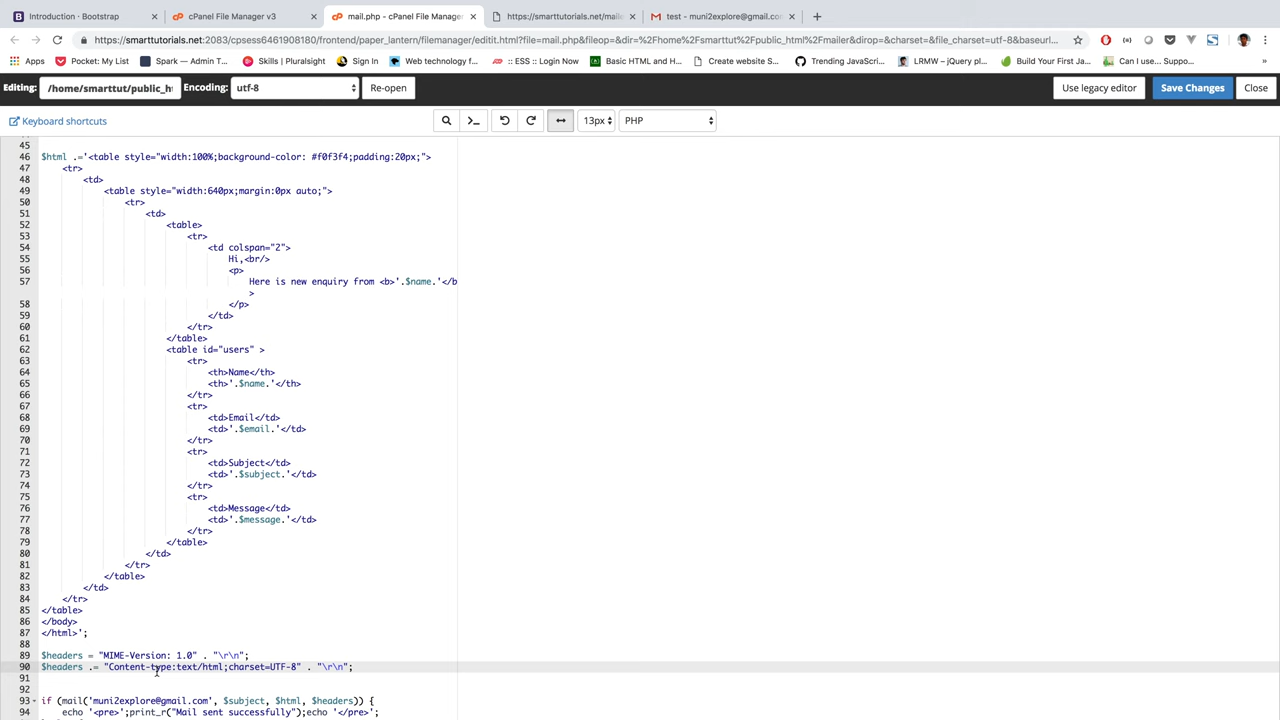 Introduction · Bootstrap
cPanel File Manager v3
mail.php - cPanel File Manager
https://smarttutorials.net/maile
test - muni2explore@gmail.co
https://smarttutorials.net:2083/cpsess6461908180/frontend/paper_lantern/filemanager/editit.html?file=mail.php&fileop=&dir=%2Fhome%2Fsmarttut%2Fpublic_html%2Fmailer&dirop=&charset=&file_charset=utf-8&baseurl...
Apps
Pocket: My List
Spark — Admin T...
Skills | Pluralsight
Sign In
Web technology f...
:: ESS :: Login Now
Basic HTML and H...
Create website S...
Trending JavaScri...
LRMW – jQuery pl...
Build Your First Ja...
Can I use... Suppo...
Editing:
/home/smarttut/public_h
Encoding:
utf-8
Re-open
Use legacy editor
Save Changes
Close
Keyboard shortcuts
13px
PHP
45
46 $html .='<table style="width:100%;background-color: #f0f3f4;padding:20px;">
47 <tr>
48 <td>
49 <table style="width:640px;margin:0px auto;">
50 <tr>
51 <td>
52 <table>
53 <tr>
54 <td colspan="2">
55 Hi,<br/>
56 <p>
57 Here is new enquiry from <b>'.$name.'</b
>
58 </p>
59 </td>
60 </tr>
61 </table>
62 <table id="users" >
63 <tr>
64 <th>Name</th>
65 <th>'.$name.'</th>
66 </tr>
67 <tr>
68 <td>Email</td>
69 <td>'.$email.'</td>
70 </tr>
71 <tr>
72 <td>Subject</td>
73 <td>'.$subject.'</td>
74 </tr>
75 <tr>
76 <td>Message</td>
77 <td>'.$message.'</td>
78 </tr>
79 </table>
80 </td>
81 </tr>
82 </table>
83 </td>
84 </tr>
85 </table>
86 </body>
87 </html>';
88
89 $headers = "MIME-Version: 1.0" . "\r\n";
90 $headers .= "Content-type:text/html;charset=UTF-8" . "\r\n";
91
92
93 if (mail('muni2explore@gmail.com', $subject, $html, $headers)) {
94 echo '<pre>';print_r("Mail sent successfully");echo '</pre>';